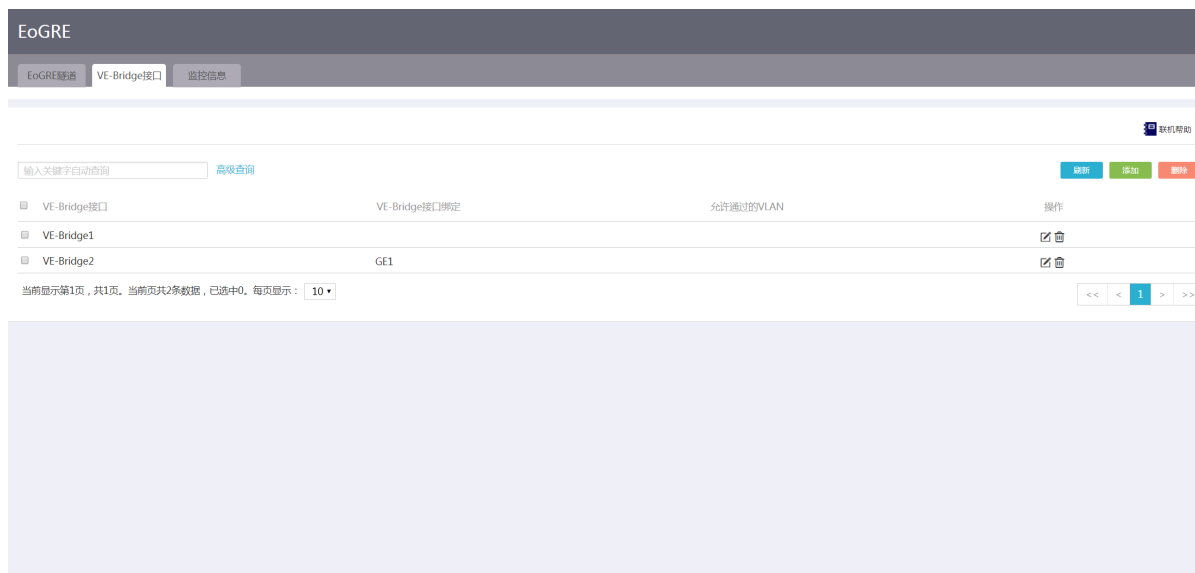 EoGRE
EoGRE隧道 VE-Bridge接口 监控信息
联机帮助
输入关键字自动查询 高级查询 刷新 添加 删除
VE-Bridge接口 VE-Bridge接口绑定 允许通过的VLAN 操作
VE-Bridge1
VE-Bridge2 GE1
当前显示第1页，共1页。当前页共2条数据，已选中0。每页显示： 10 << < 1 > >>